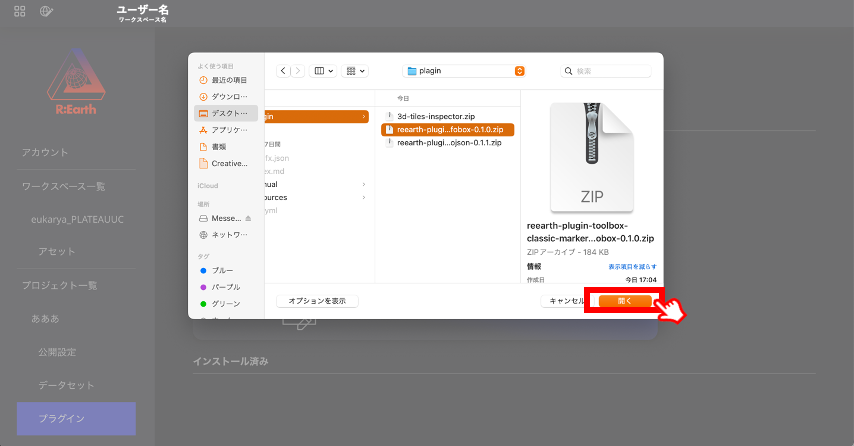 ユーザー名
ワークスペース名
R:Earth
アカウント
ワークスペース一覧
eukarya_PLATEAUUC
アセット
プロジェクト一覧
あああ
公開設定
データセット
プラグイン
よく使う項目
最近の項目
ダウンロ…
デスクト…
アプリケ…
書類
Creative…
iCloud
場所
Messe…
ネットワ…
タグ
ブルー
パープル
グリーン
plagin
検索
gin
7日間
fx.json
ex.md
nual
ources
yml
今日
3d-tiles-inspector.zip
reearth-plugi…fobox-0.1.0.zip
reearth-plugi…ojson-0.1.1.zip
ZIP
reearth-plugin-toolbox-
classic-marker…obox-0.1.0.zip
ZIPアーカイブ - 184 KB
情報
表示項目を減らす
作成日
今日 17:04
オプションを表示
キャンセル
開く
インストール済み